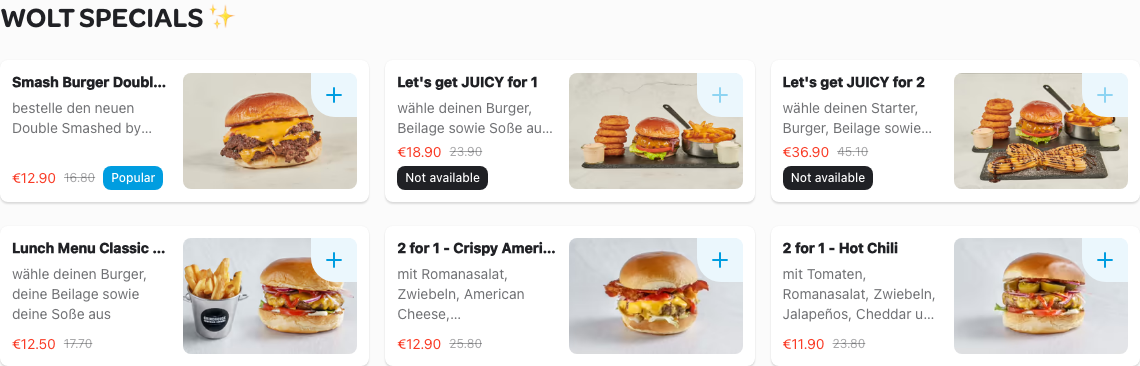 WOLT SPECIALS ✨
Smash Burger Doubl...
bestelle den neuen
Double Smashed by...
€12.90 16.80 Popular
Let's get JUICY for 1
wähle deinen Burger,
Beilage sowie Soße au...
€18.90 23.90
Not available
Let's get JUICY for 2
wähle deinen Starter,
Burger, Beilage sowie...
€36.90 45.10
Not available
Lunch Menu Classic ...
wähle deinen Burger,
deine Beilage sowie
deine Soße aus
€12.50 17.70
2 for 1 - Crispy Ameri...
mit Romanasalat,
Zwiebeln, American
Cheese,...
€12.90 25.80
2 for 1 - Hot Chili
mit Tomaten,
Romanasalat, Zwiebeln,
Jalapeños, Cheddar u...
€11.90 23.80